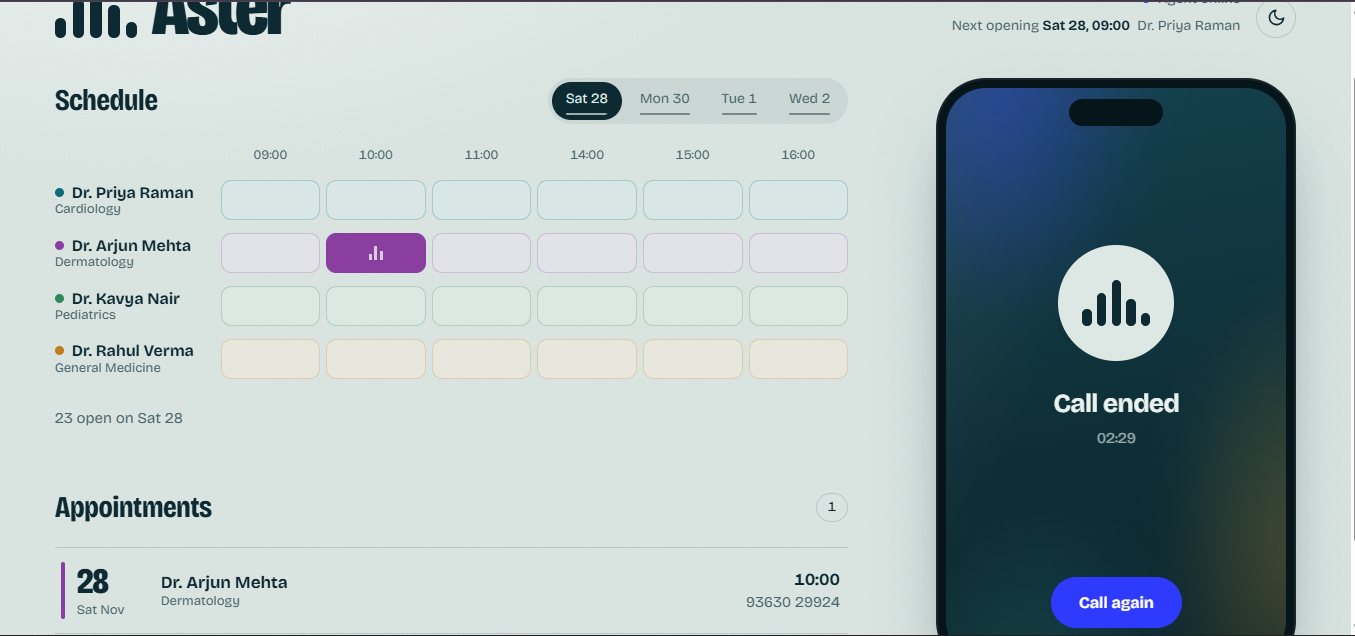 Aster
Agent online
Next opening Sat 28, 09:00 Dr. Priya Raman
Schedule
Sat 28 Mon 30 Tue 1 Wed 2
09:00 10:00 11:00 14:00 15:00 16:00
Dr. Priya Raman
Cardiology
Dr. Arjun Mehta
Dermatology
Dr. Kavya Nair
Pediatrics
Dr. Rahul Verma
General Medicine
23 open on Sat 28
Appointments
1
28
Sat Nov
Dr. Arjun Mehta
Dermatology
10:00
93630 29924
Call ended
02:29
Call again